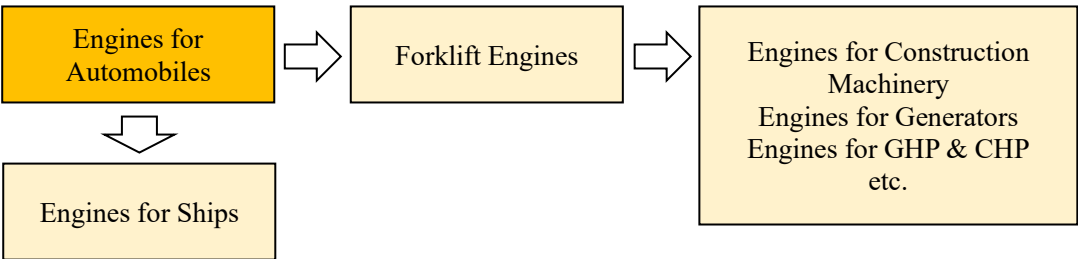 Engines for
Automobiles
Forklift Engines
Engines for Construction
Machinery
Engines for Generators
Engines for GHP & CHP
etc.
Engines for Ships